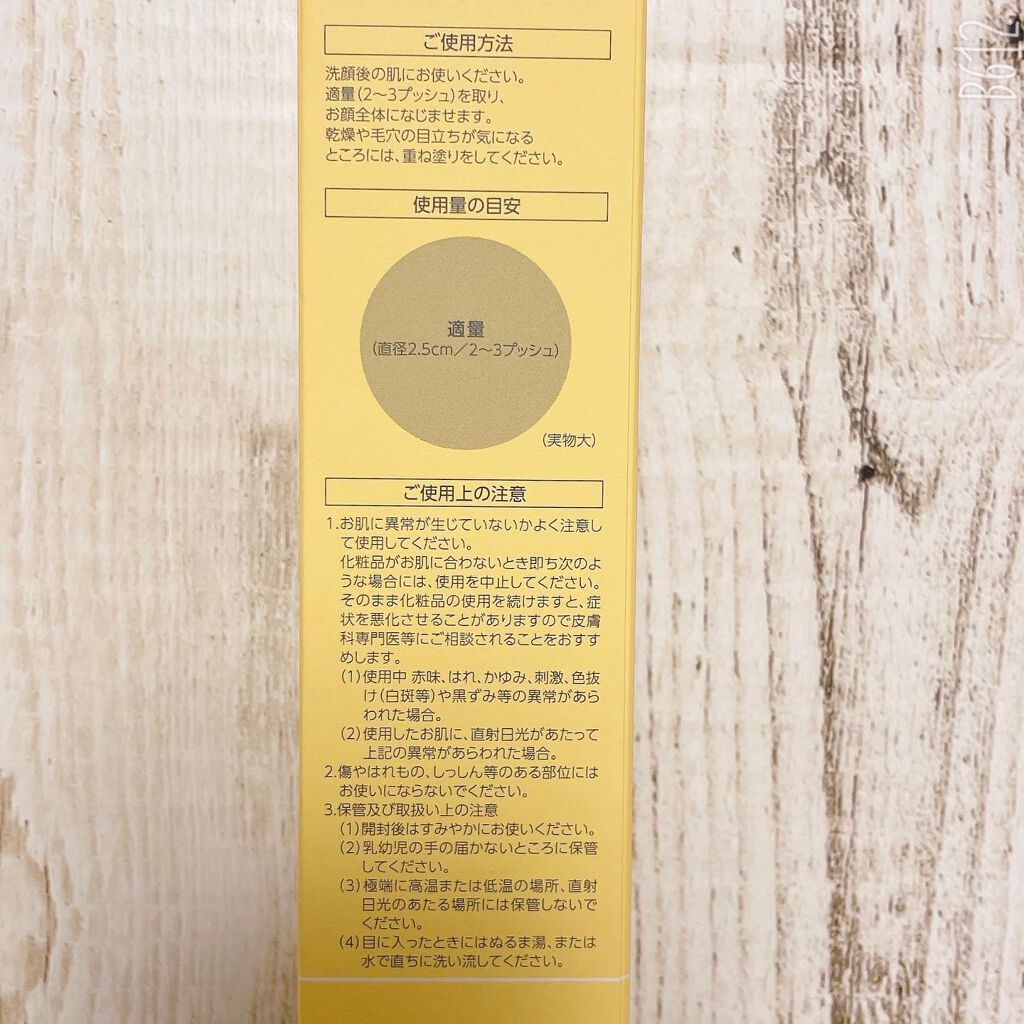 ご使用方法
洗顔後の肌にお使いください。
適量(2〜3プッシュ)を取り、
お顔全体になじませます。
乾燥や毛穴の目立ちが気になる
ところには、重ね塗りをしてください。
使用量の目安
適量
(直径2.5cm/2〜3プッシュ)
(実物大)
ご使用上の注意
1.お肌に異常が生じていないかよく注意し
て使用してください。
化粧品がお肌に合わないとき即ち次のよ
うな場合には、使用を中止してください。
そのまま化粧品の使用を続けますと、症
状を悪化させることがありますので皮膚
科専門医等にご相談されることをおすす
めします。
(1)使用中 赤味、はれ、かゆみ、刺激、色抜
け(白斑等)や黒ずみ等の異常があら
われた場合。
(2)使用したお肌に、直射日光があたって
上記の異常があらわれた場合。
2.傷やはれもの、しっしん等のある部位には
お使いにならないでください。
3.保管及び取扱い上の注意
(1)開封後はすみやかにお使いください。
(2)乳幼児の手の届かないところに保管
してください。
(3)極端に高温または低温の場所、直射
日光のあたる場所には保管しないで
ください。
(4)目に入ったときにはぬるま湯、または
水で直ちに洗い流してください。
B612